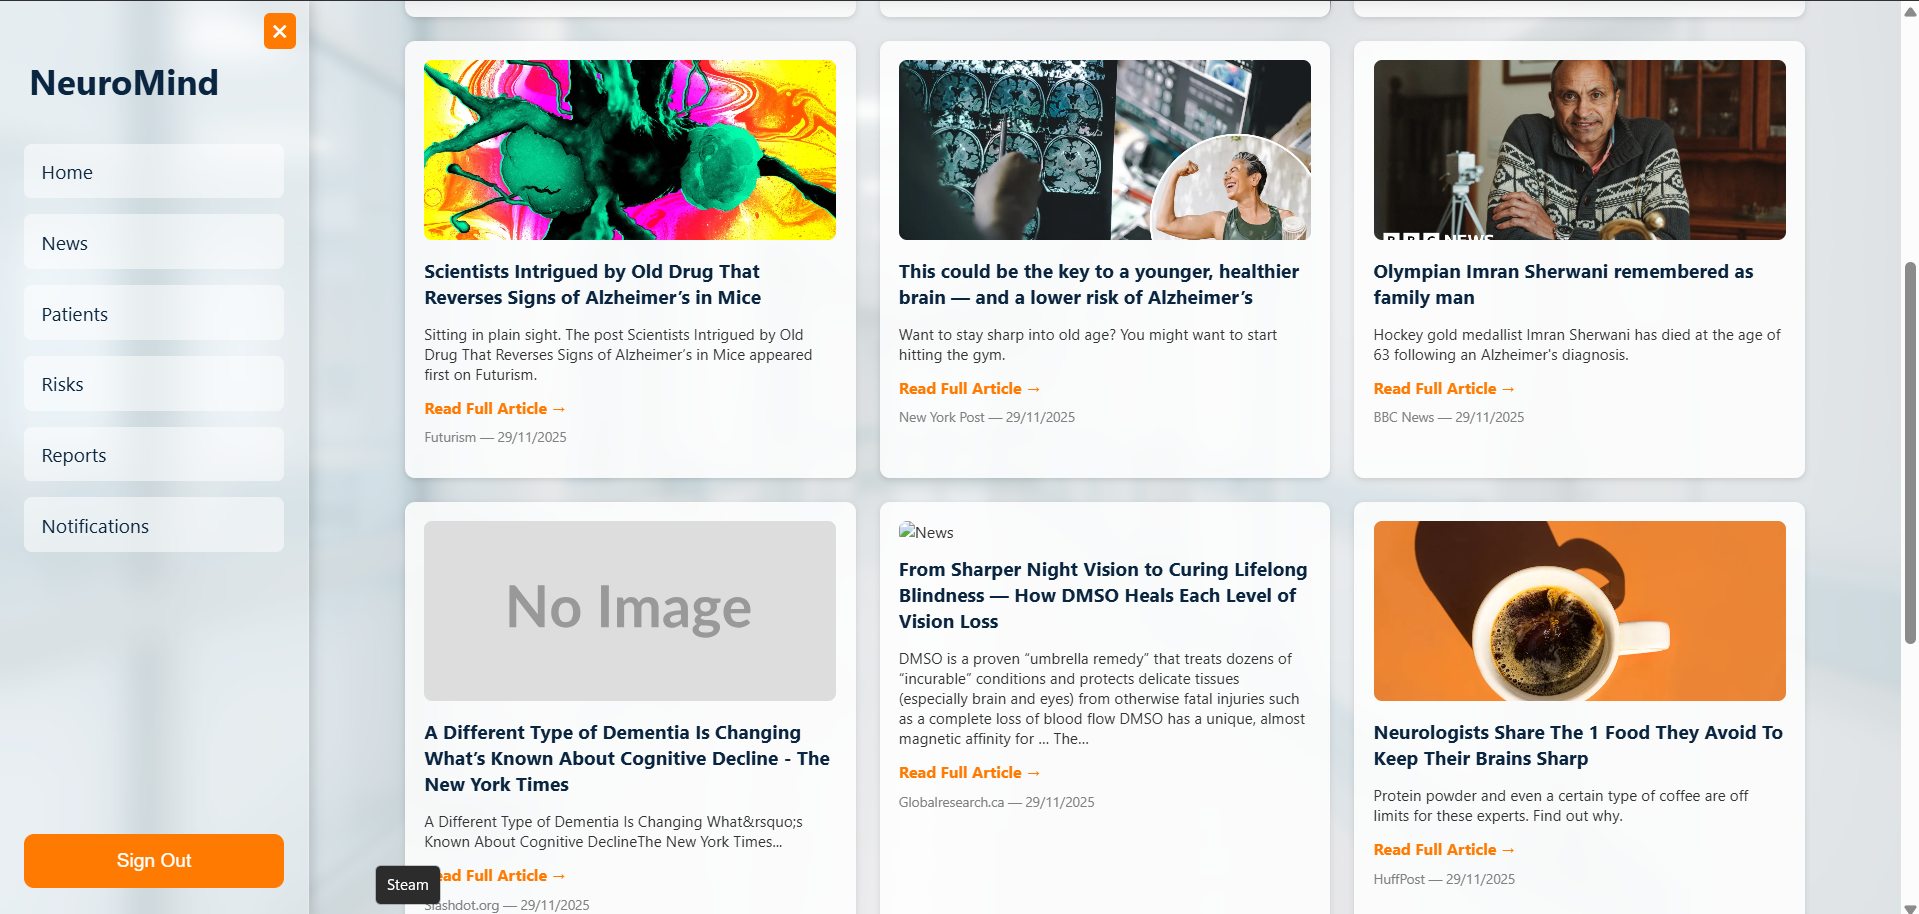 NeuroMind
Home
News
Patients
Risks
Reports
Notifications
Sign Out
Scientists Intrigued by Old Drug That
Reverses Signs of Alzheimer’s in Mice
Sitting in plain sight. The post Scientists Intrigued by Old
Drug That Reverses Signs of Alzheimer’s in Mice appeared
first on Futurism.
Read Full Article →
Futurism — 29/11/2025
This could be the key to a younger, healthier
brain — and a lower risk of Alzheimer’s
Want to stay sharp into old age? You might want to start
hitting the gym.
Read Full Article →
New York Post — 29/11/2025
BBC NEWS
Olympian Imran Sherwani remembered as
family man
Hockey gold medallist Imran Sherwani has died at the age of
63 following an Alzheimer's diagnosis.
Read Full Article →
BBC News — 29/11/2025
No Image
A Different Type of Dementia Is Changing
What’s Known About Cognitive Decline - The
New York Times
A Different Type of Dementia Is Changing What&rsquo;s
Known About Cognitive DeclineThe New York Times...
ead Full Article →
Slashdot.org — 29/11/2025
Steam
News
From Sharper Night Vision to Curing Lifelong
Blindness — How DMSO Heals Each Level of
Vision Loss
DMSO is a proven “umbrella remedy” that treats dozens of
“incurable” conditions and protects delicate tissues
(especially brain and eyes) from otherwise fatal injuries such
as a complete loss of blood flow DMSO has a unique, almost
magnetic affinity for ... The...
Read Full Article →
Globalresearch.ca — 29/11/2025
Neurologists Share The 1 Food They Avoid To
Keep Their Brains Sharp
Protein powder and even a certain type of coffee are off
limits for these experts. Find out why.
Read Full Article →
HuffPost — 29/11/2025